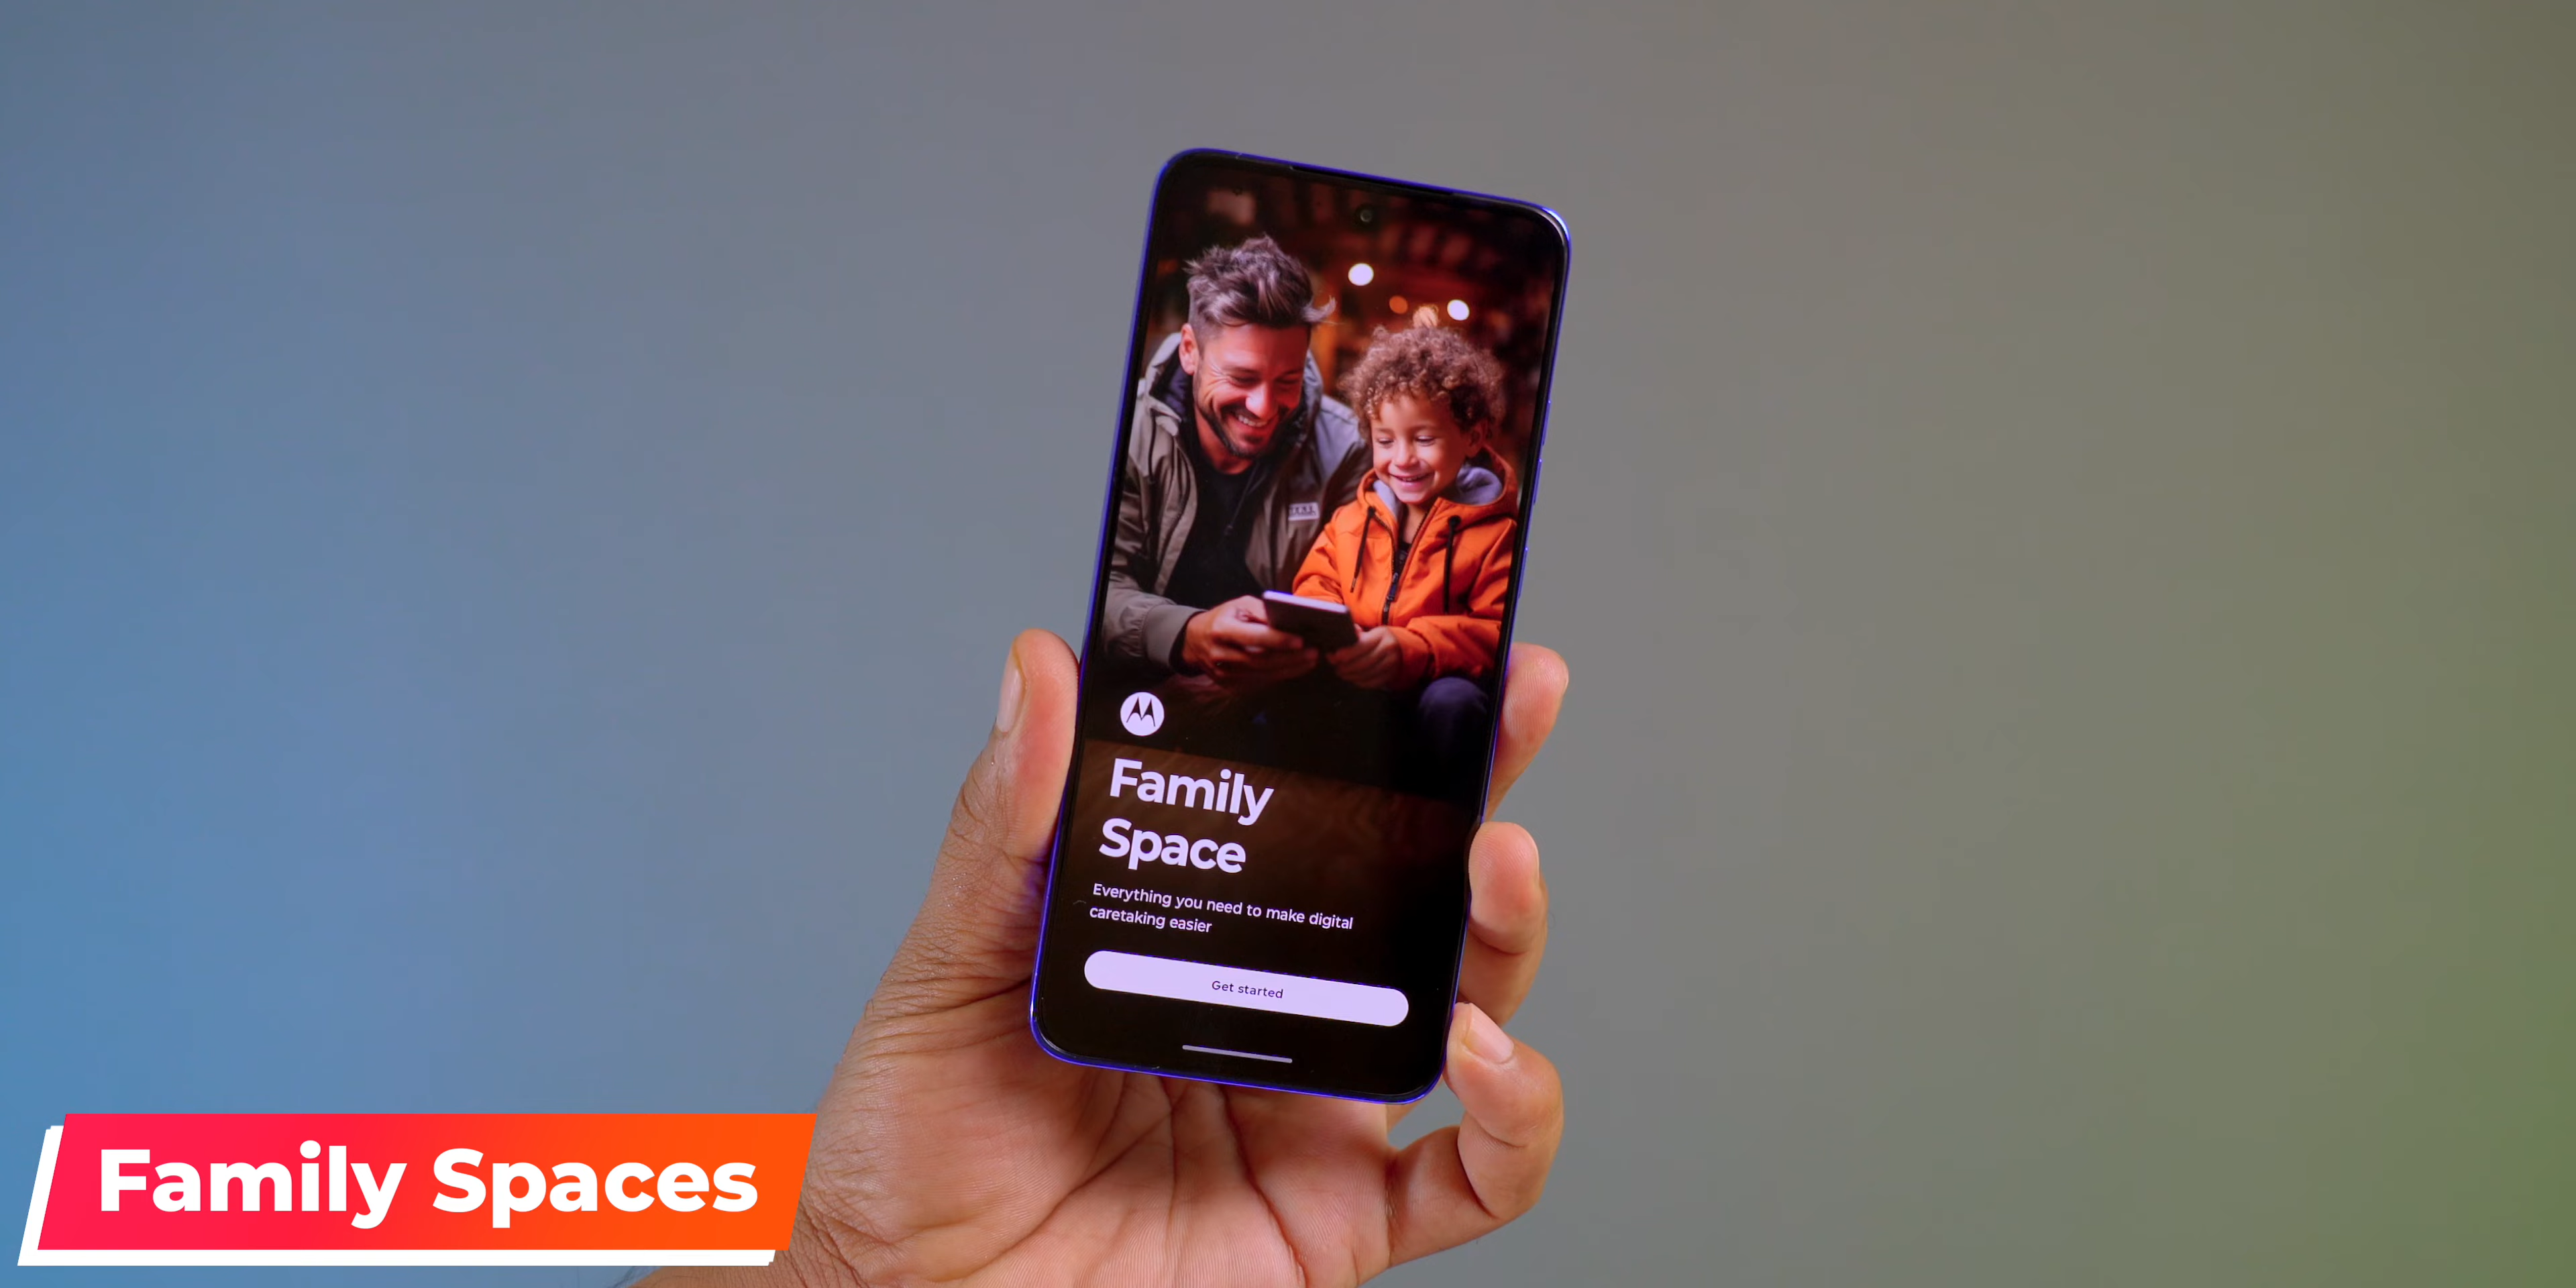 Family
Space
Everything you need to make digital
caretaking easier
Get started
Family Spaces